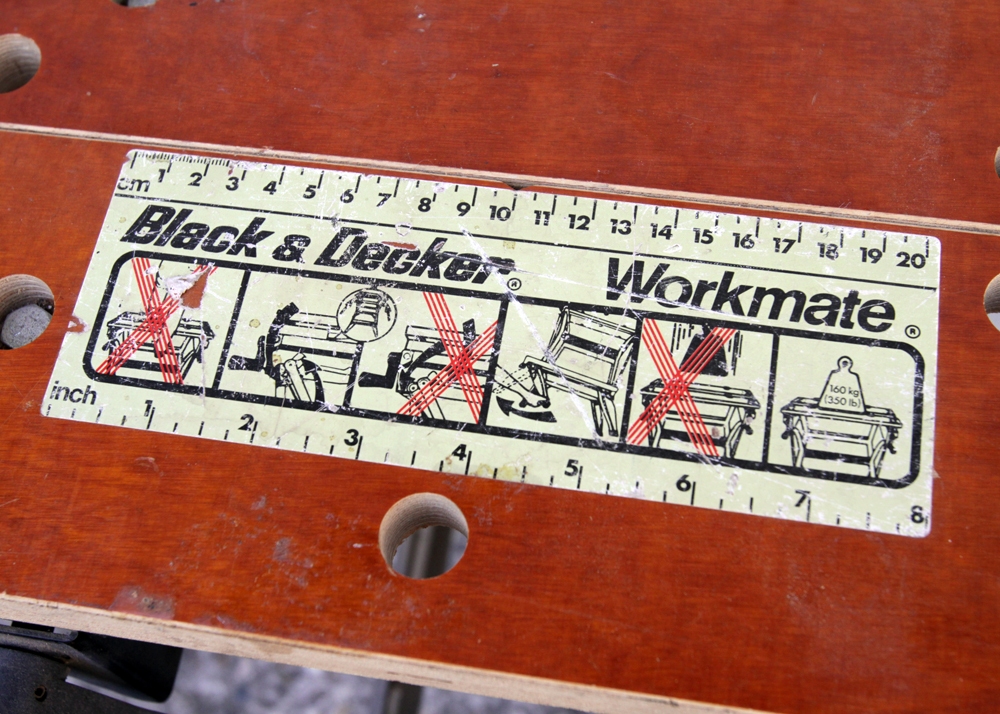 cm 1 2 3 4 5 6 7 8 9 10 11 12 13 14 15 16 17 18 19 20
Black & Decker® Workmate®
160 kg
(350 lb)
inch 1 2 3 4 5 6 7 8